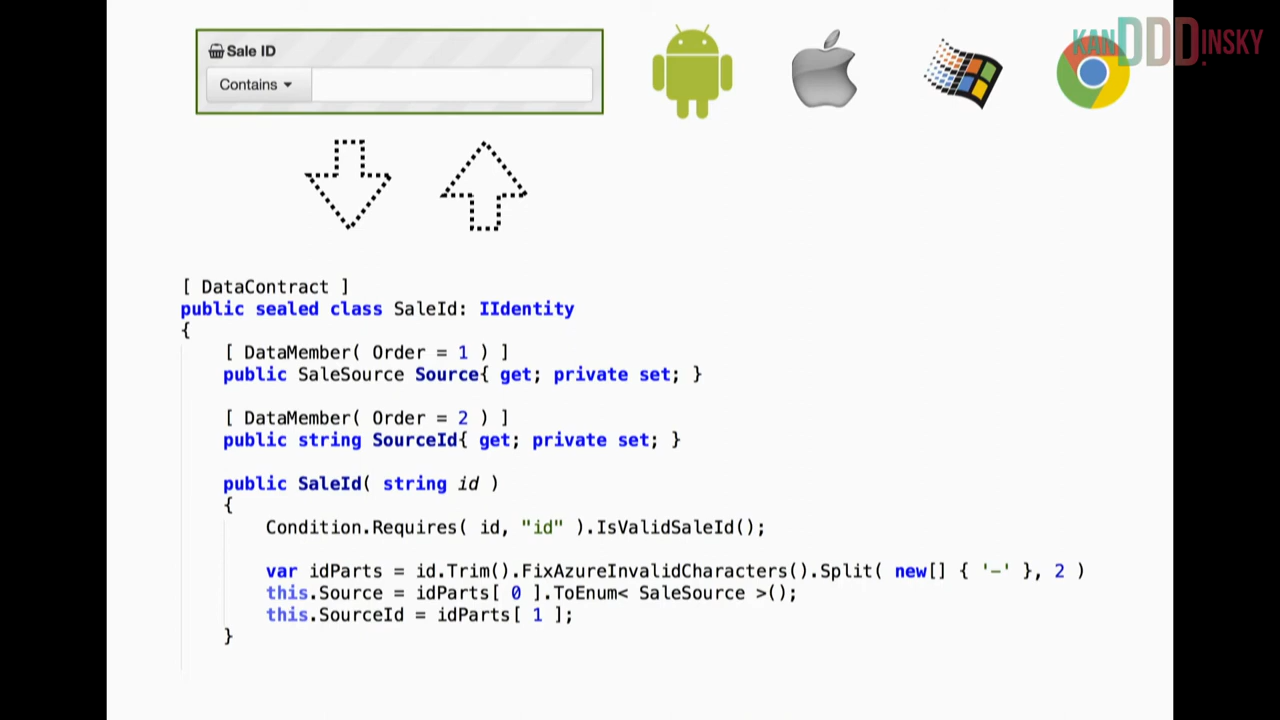 Sale ID
Contains
KANDDDINSKY
[ DataContract ]
public sealed class SaleId: IIdentity
{
[ DataMember( Order = 1 ) ]
public SaleSource Source{ get; private set; }
[ DataMember( Order = 2 ) ]
public string SourceId{ get; private set; }
public SaleId( string id )
{
Condition.Requires( id, "id" ).IsValidSaleId();
var idParts = id.Trim().FixAzureInvalidCharacters().Split( new[] { '-' }, 2 )
this.Source = idParts[ 0 ].ToEnum< SaleSource >();
this.SourceId = idParts[ 1 ];
}